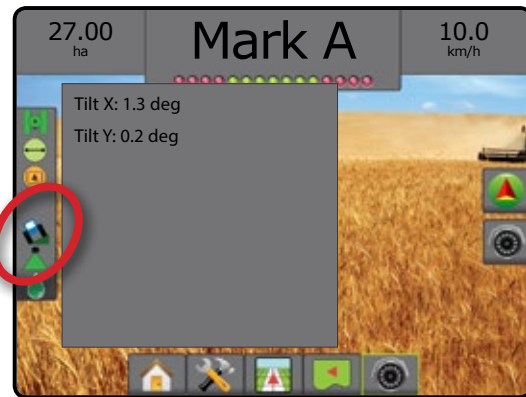 27.00
ha
Mark A
10.0
km/h
Tilt X: 1.3 deg
Tilt Y: 0.2 deg